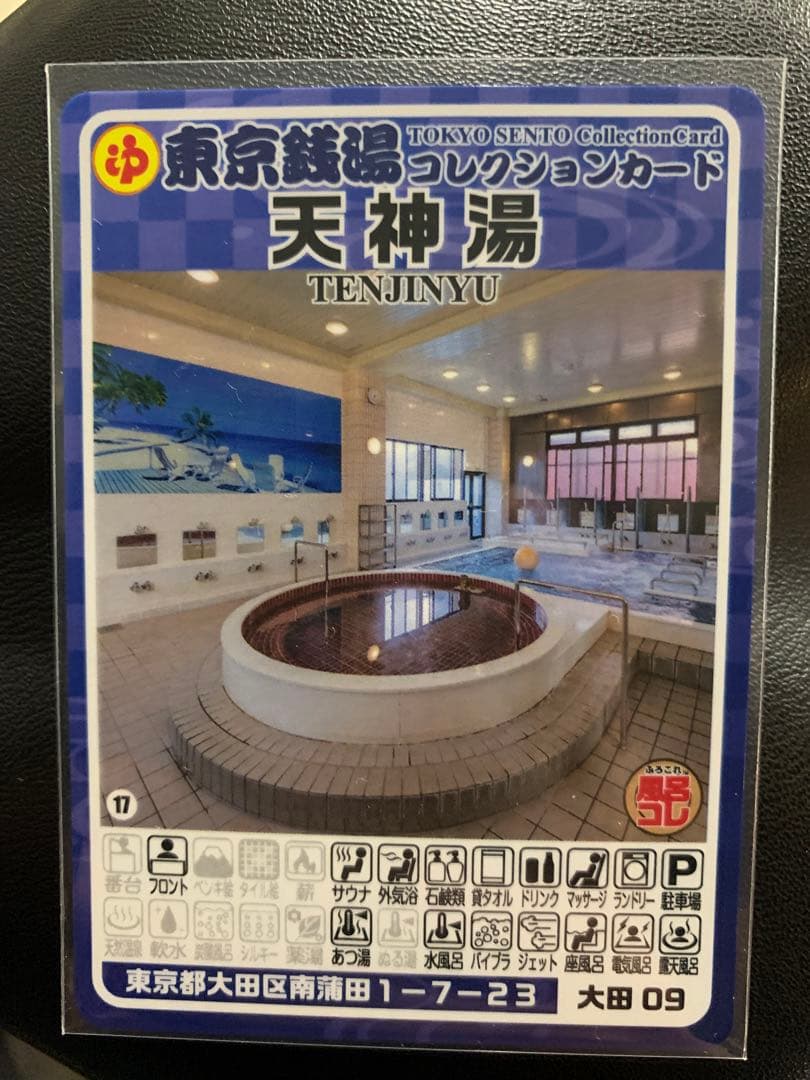 ゆ
TOKYO SENTO CollectionCard
東京銭湯コレクションカード
天神湯
TENJINYU
ふろこれ
風呂コレ
17
番台 フロント ペンキ絵 タイル絵 薪 サウナ 外気浴 石鹸類 貸タオル ドリンク マッサージ ランドリー P 駐車場
天然温泉 軟水 炭酸風呂 シルキー 薬湯 あつ湯 ぬる湯 水風呂 バイブラ ジェット 座風呂 電気風呂 露天風呂
東京都大田区南蒲田1-7-23
大田 09